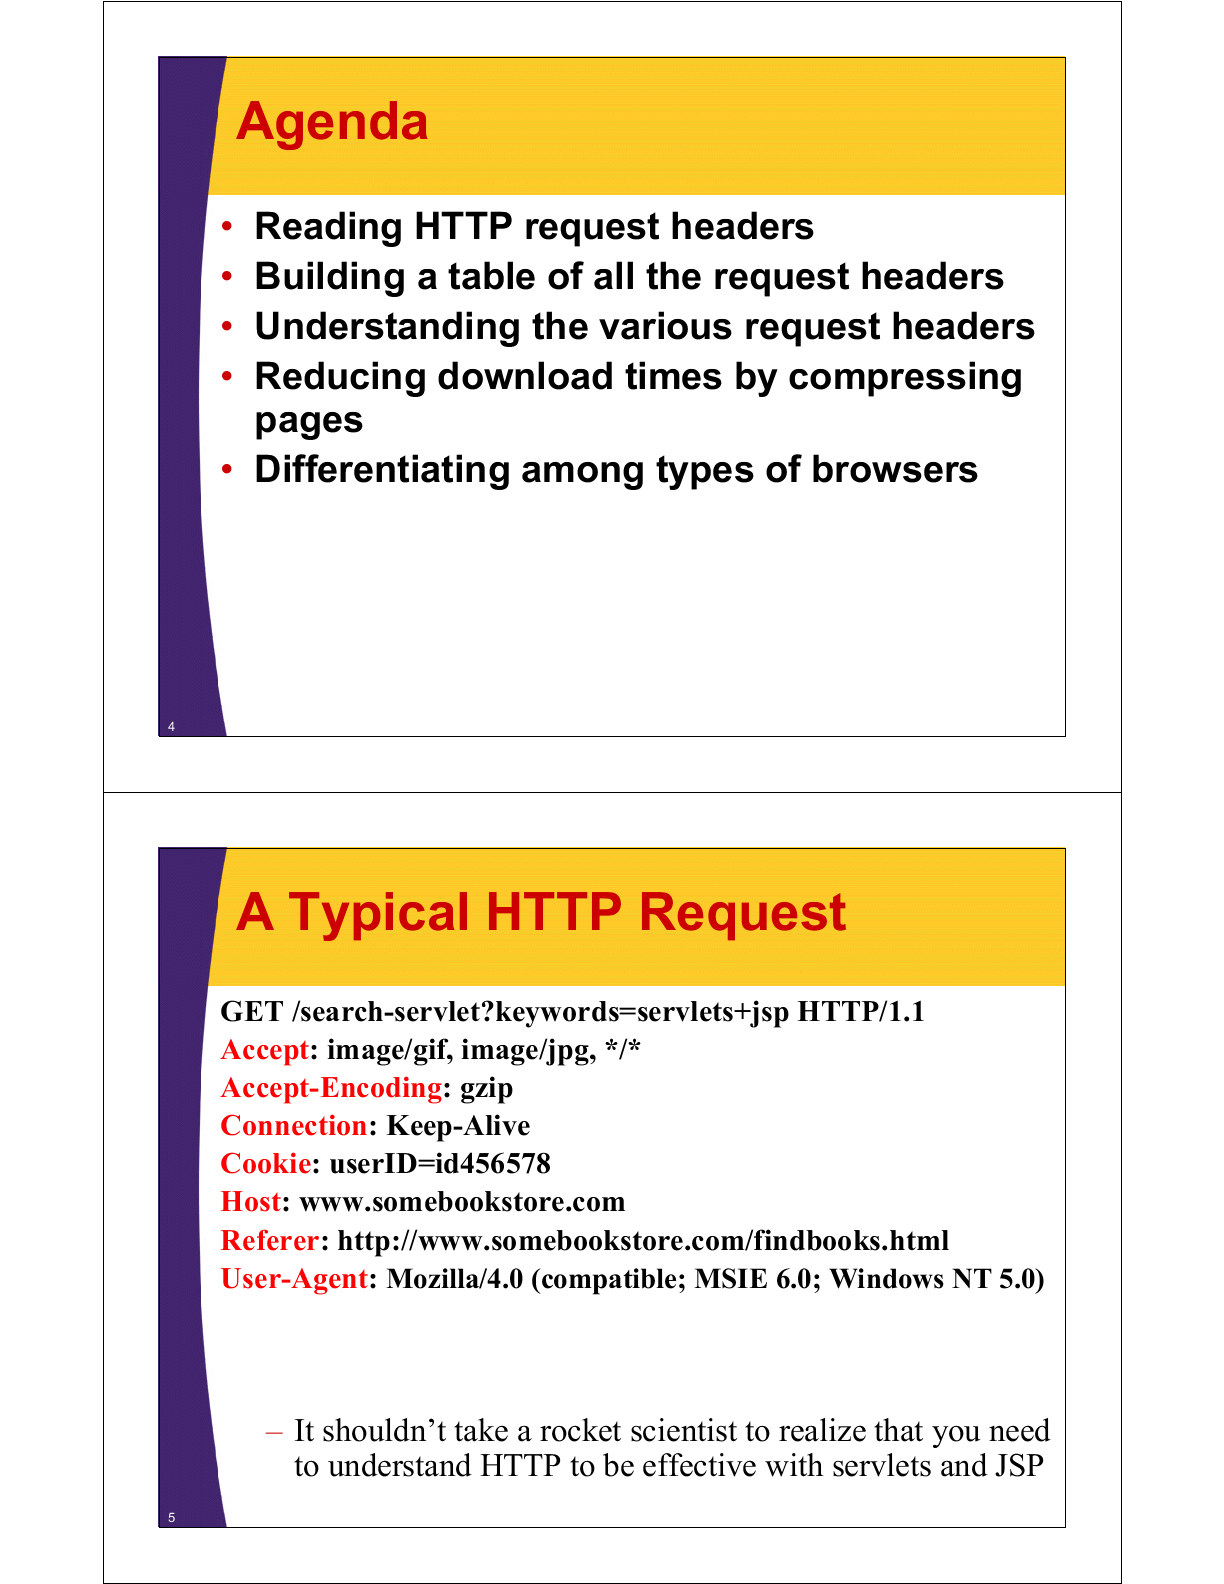 Agenda
• Reading HTTP request headers
• Building a table of all the request headers
• Understanding the various request headers
• Reducing download times by compressing
pages
• Differentiating among types of browsers
4
A Typical HTTP Request
GET /search-servlet?keywords=servlets+jsp HTTP/1.1
Accept: image/gif, image/jpg, */*
Accept-Encoding: gzip
Connection: Keep-Alive
Cookie: userID=id456578
Host: www.somebookstore.com
Referer: http://www.somebookstore.com/findbooks.html
User-Agent: Mozilla/4.0 (compatible; MSIE 6.0; Windows NT 5.0)
– It shouldn’t take a rocket scientist to realize that you need
to understand HTTP to be effective with servlets and JSP
5